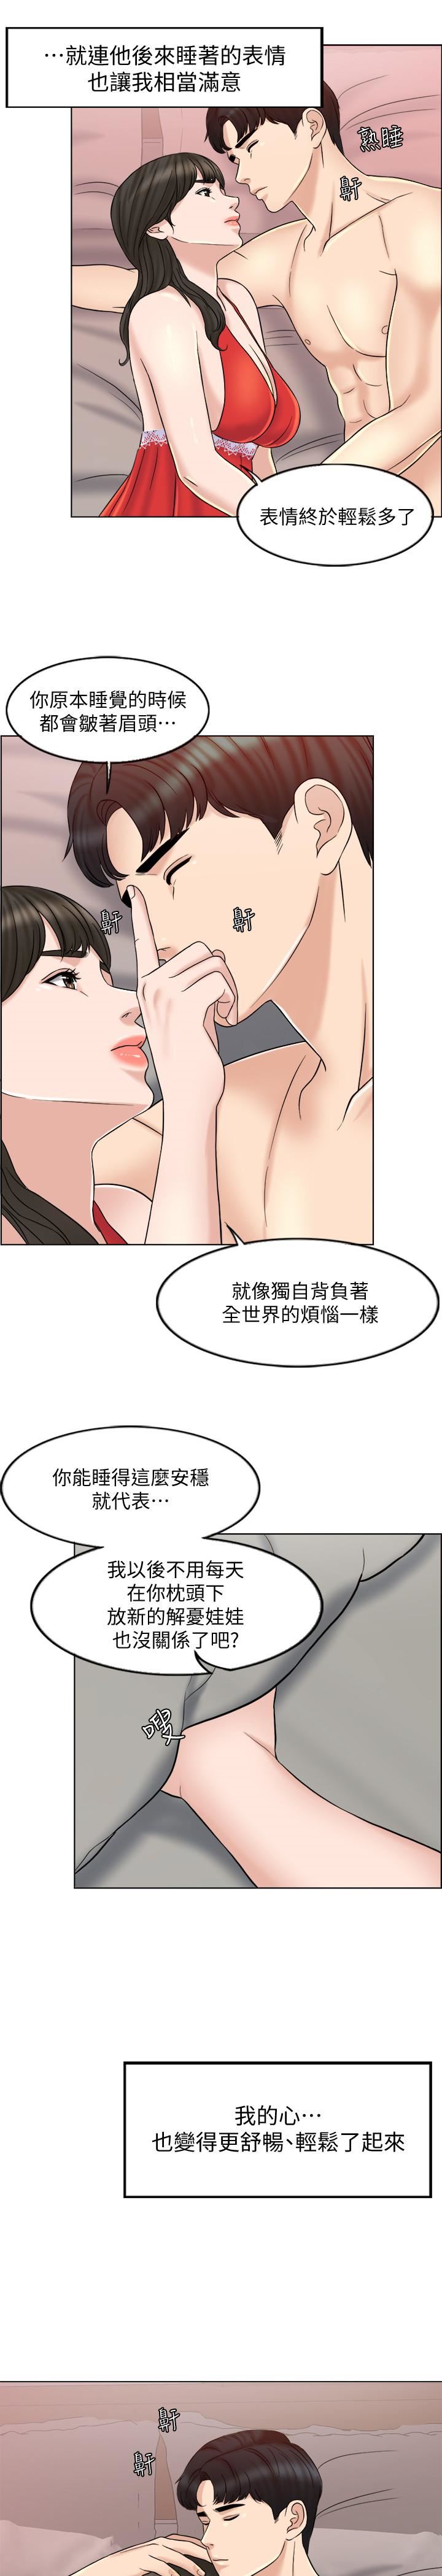 …就連他後來睡著的表情
也讓我相當滿意
熟睡
鼾
表情終於輕鬆多了
你原本睡覺的時候
都會皺著眉頭…
鼾
鼾
就像獨自背負著
全世界的煩惱一樣
你能睡得這麼安穩
就代表…
我以後不用每天
在你枕頭下
放新的解憂娃娃
也沒關係了吧?
嗖
我的心…
也變得更舒暢、輕鬆了起來
鼾
鼾